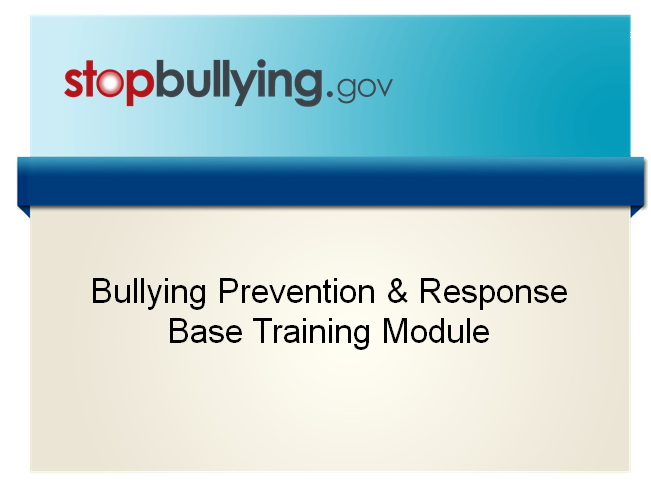 stopbullying.gov
Bullying Prevention & Response
Base Training Module